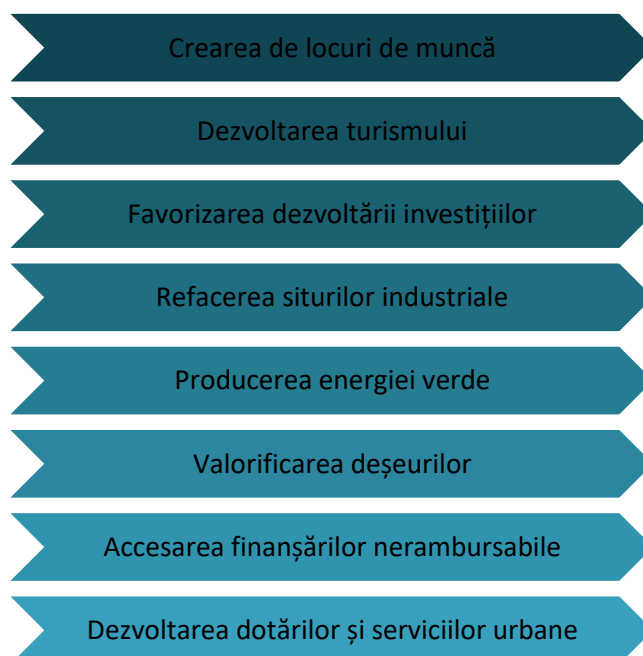 Crearea de locuri de muncă
Dezvoltarea turismului
Favorizarea dezvoltării investițiilor
Refacerea siturilor industriale
Producerea energiei verde
Valorificarea deșeurilor
Accesarea finanșărilor nerambursabile
Dezvoltarea dotărilor și serviciilor urbane